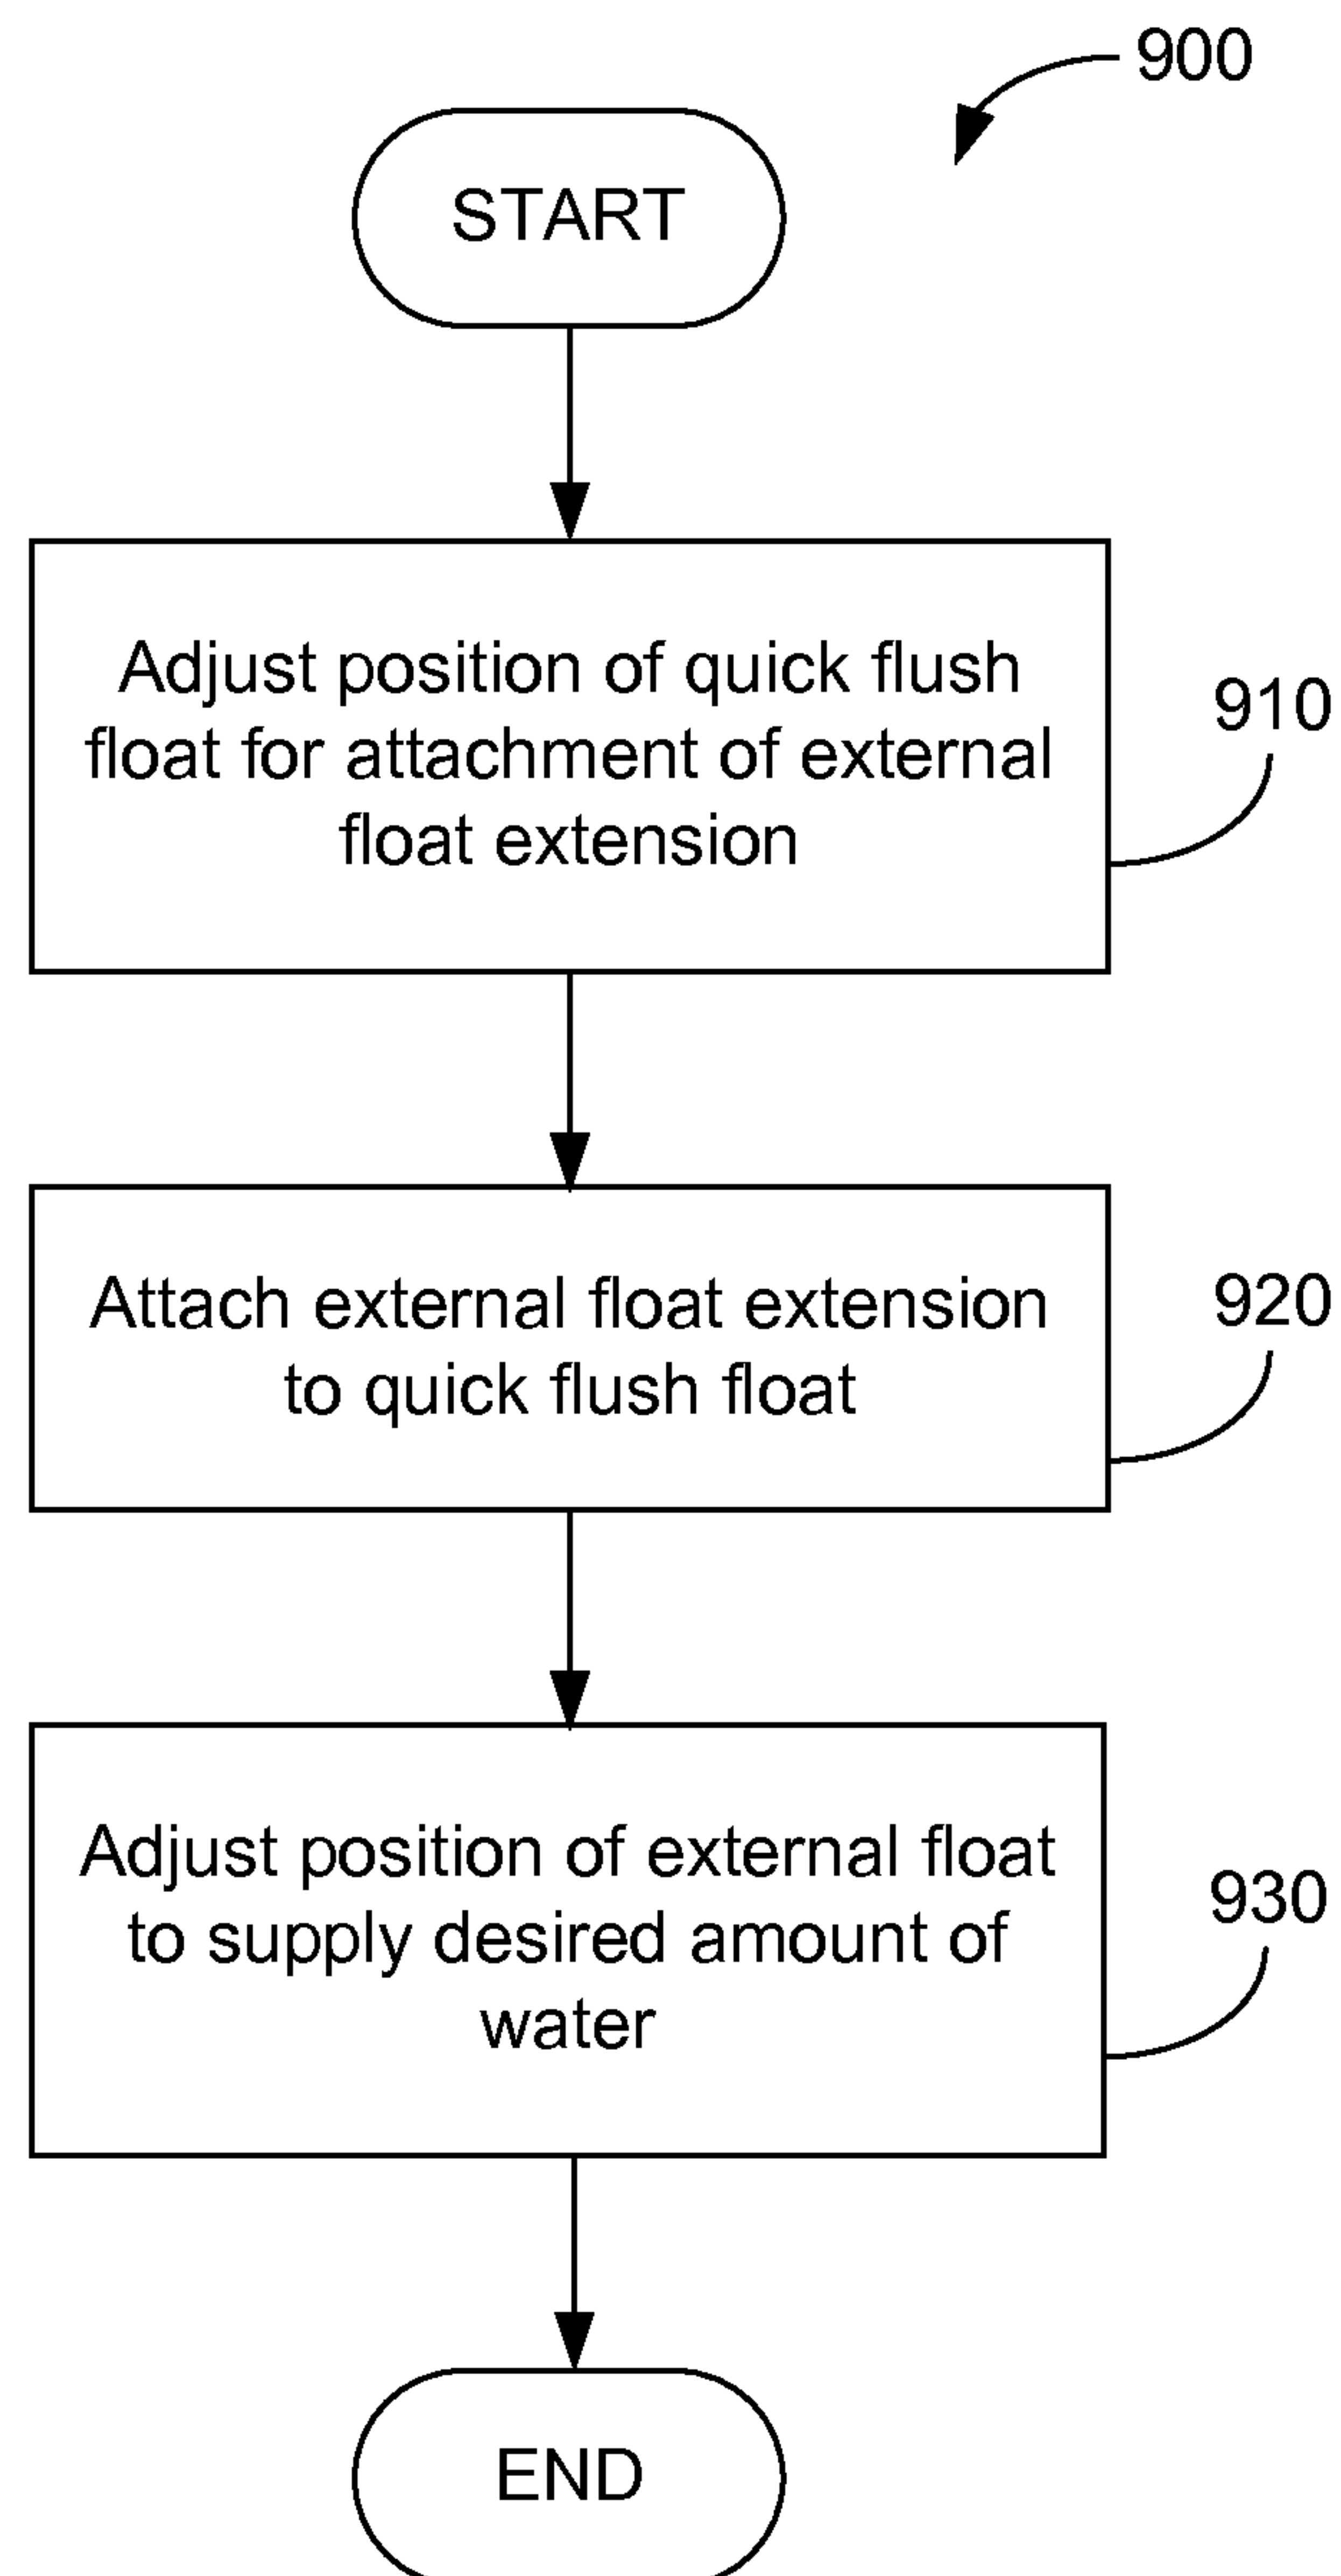 900
START
Adjust position of quick flush
float for attachment of external
float extension
910
Attach external float extension
to quick flush float
920
Adjust position of external float
to supply desired amount of
water
930
END